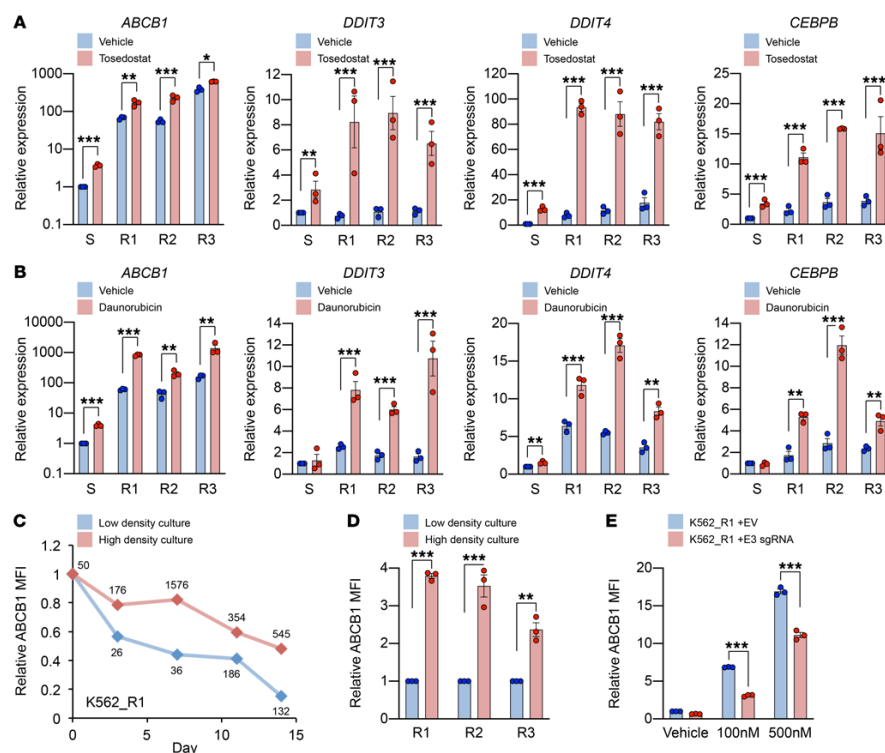 A
ABCB1
Vehicle
Tosedostat
Relative expression
1000
100
10
1
0.1
***
**
***
*
S R1 R2 R3
DDIT3
Vehicle
Tosedostat
Relative expression
12
10
8
6
4
2
0
**
***
***
***
S R1 R2 R3
DDIT4
Vehicle
Tosedostat
Relative expression
120
100
80
60
40
20
0
***
***
***
***
S R1 R2 R3
CEBPB
Vehicle
Tosedostat
Relative expression
25
20
15
10
5
0
***
***
***
***
S R1 R2 R3
B
ABCB1
Vehicle
Daunorubicin
Relative expression
10000
1000
100
10
1
0.1
***
***
**
**
S R1 R2 R3
DDIT3
Vehicle
Daunorubicin
Relative expression
14
12
10
8
6
4
2
0
***
***
***
S R1 R2 R3
DDIT4
Vehicle
Daunorubicin
Relative expression
20
15
10
5
0
**
***
***
**
S R1 R2 R3
CEBPB
Vehicle
Daunorubicin
Relative expression
14
12
10
8
6
4
2
0
**
***
**
S R1 R2 R3
C
Low density culture
High density culture
Relative ABCB1 MFI
1.2
1
0.8
0.6
0.4
0.2
0
50
176
1576
354
545
26
36
186
132
K562_R1
0 5 10 15
Day
D
Low density culture
High density culture
Relative ABCB1 MFI
5
4
3
2
1
0
***
***
**
R1 R2 R3
E
K562_R1 +EV
K562_R1 +E3 sgRNA
Relative ABCB1 MFI
20
15
10
5
0
***
***
Vehicle 100nM 500nM